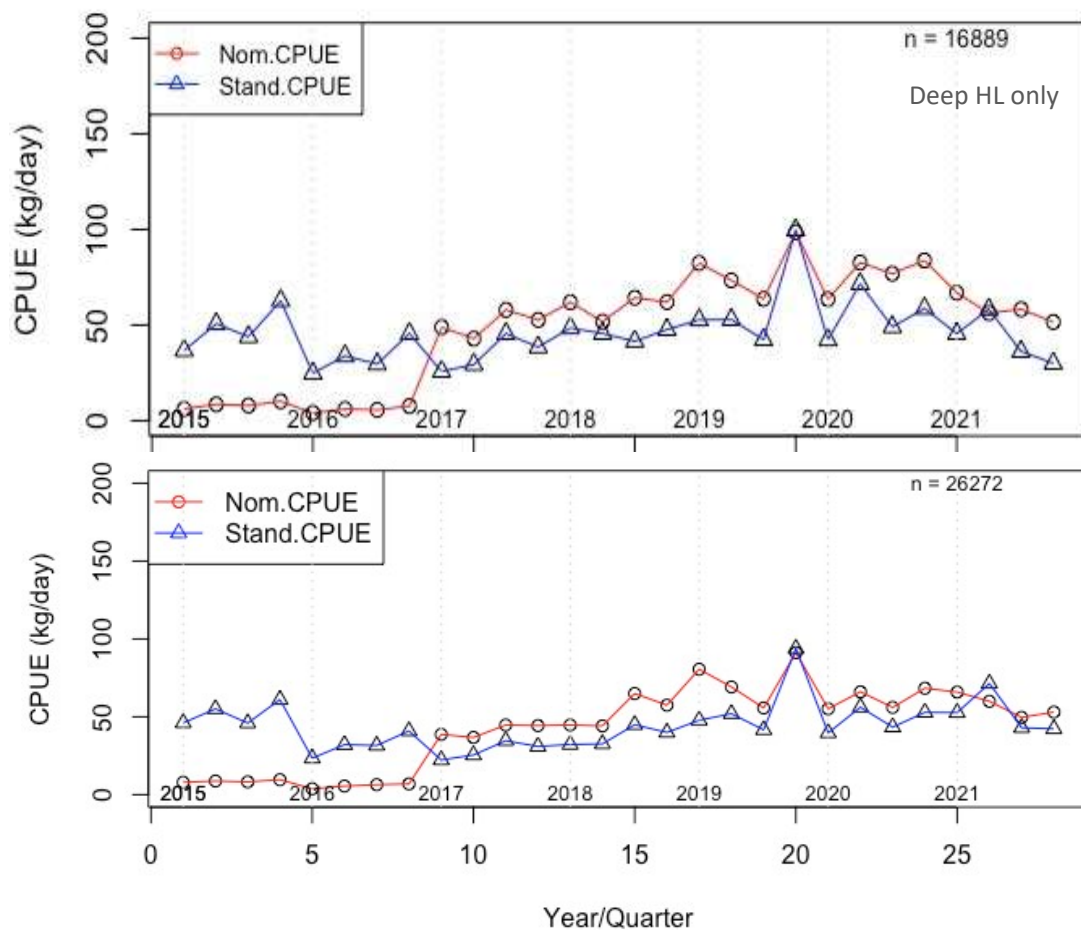 n = 16889
Nom.CPUE
Stand.CPUE
Deep HL only
CPUE (kg/day)
200
150
100
50
0
2015 2016 2017 2018 2019 2020 2021
n = 26272
Nom.CPUE
Stand.CPUE
CPUE (kg/day)
200
150
100
50
0
2015 2016 2017 2018 2019 2020 2021
0 5 10 15 20 25
Year/Quarter